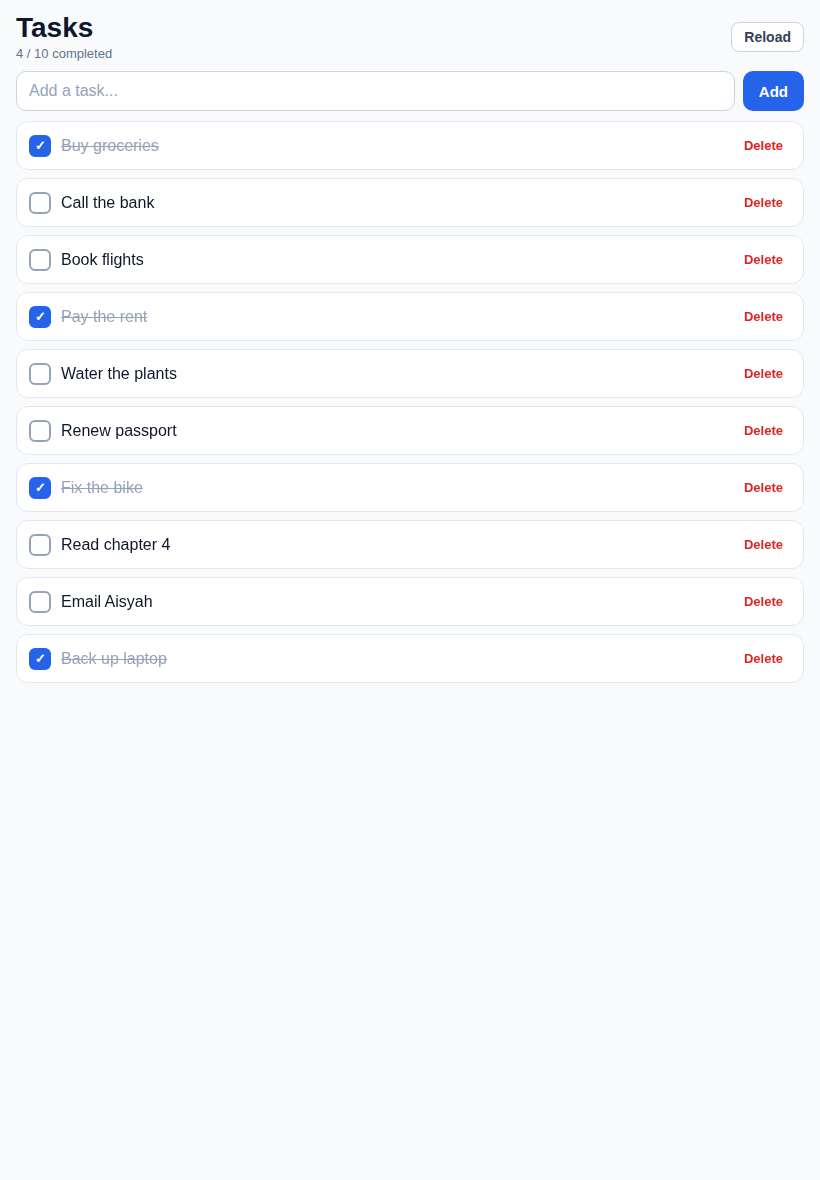 Tasks
4 / 10 completed
Reload
Add a task...
Add
✓ Buy groceries Delete
Call the bank Delete
Book flights Delete
✓ Pay the rent Delete
Water the plants Delete
Renew passport Delete
✓ Fix the bike Delete
Read chapter 4 Delete
Email Aisyah Delete
✓ Back up laptop Delete